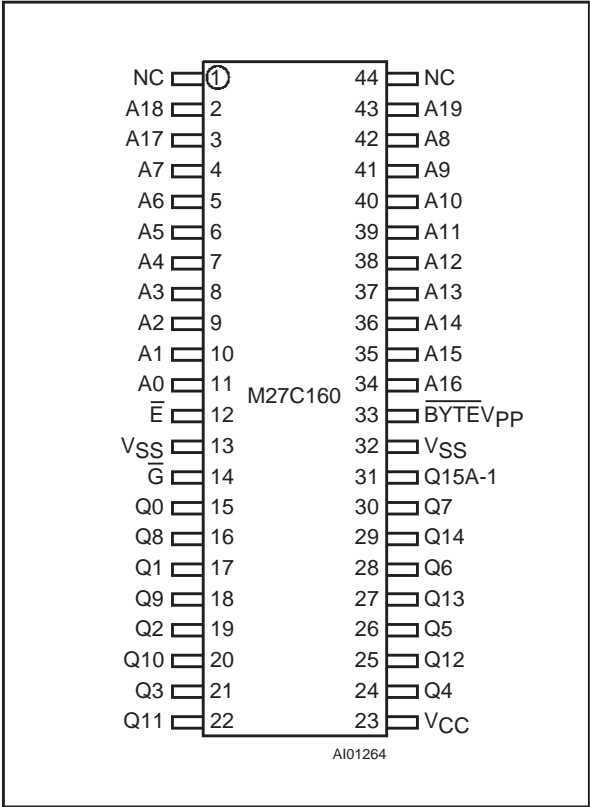 NC 1 44 NC
A18 2 43 A19
A17 3 42 A8
A7 4 41 A9
A6 5 40 A10
A5 6 39 A11
A4 7 38 A12
A3 8 37 A13
A2 9 36 A14
A1 10 35 A15
A0 11 34 A16
M27C160
E̅ 12 33 B̅Y̅T̅E̅VPP
VSS 13 32 VSS
G̅ 14 31 Q15A-1
Q0 15 30 Q7
Q8 16 29 Q14
Q1 17 28 Q6
Q9 18 27 Q13
Q2 19 26 Q5
Q10 20 25 Q12
Q3 21 24 Q4
Q11 22 23 VCC
AI01264